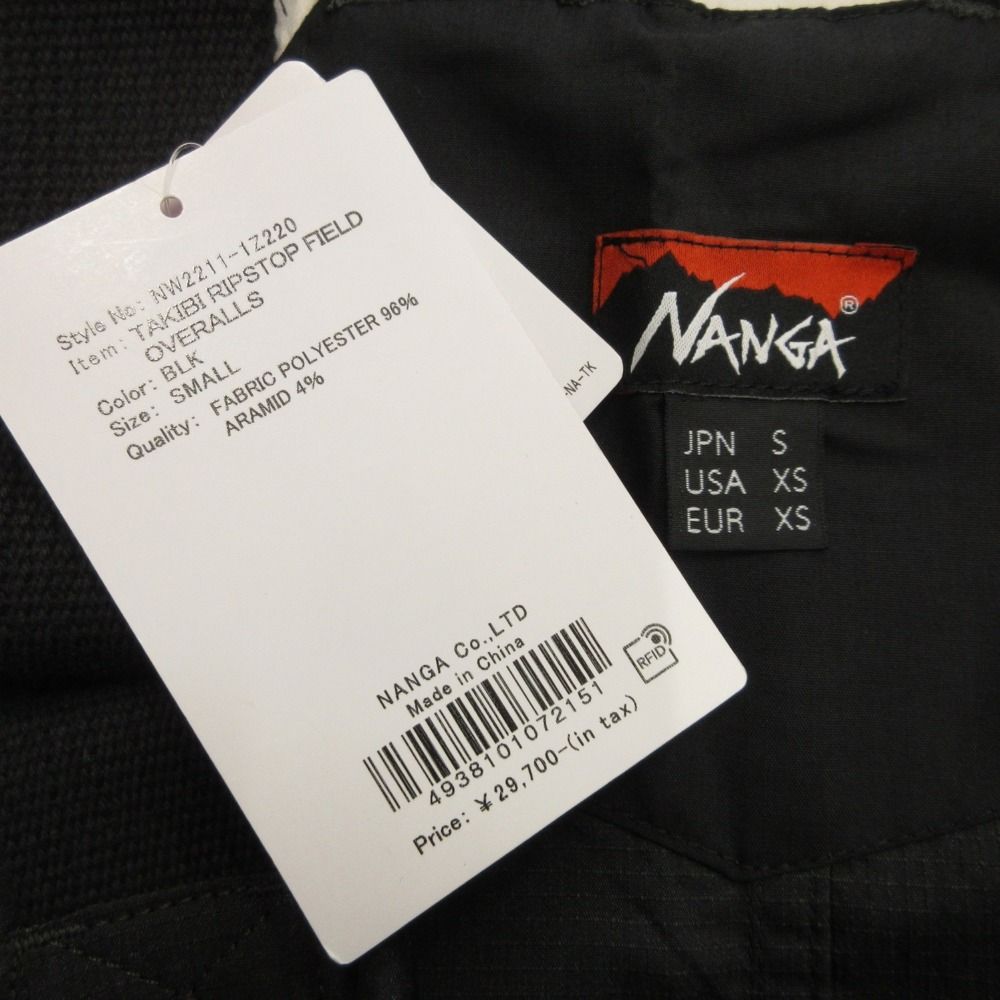 Style No: NW2211-1Z220
Item: TAKIBI RIPSTOP FIELD
OVERALLS
Color: BLK
Size: SMALL
Quality: FABRIC POLYESTER 96%
ARAMID 4%
NANGA Co.,LTD
Made in China
4938101072151
Price: ¥29,700-(in tax)
RFID
-NA-TK
NANGA®
JPN S
USA XS
EUR XS